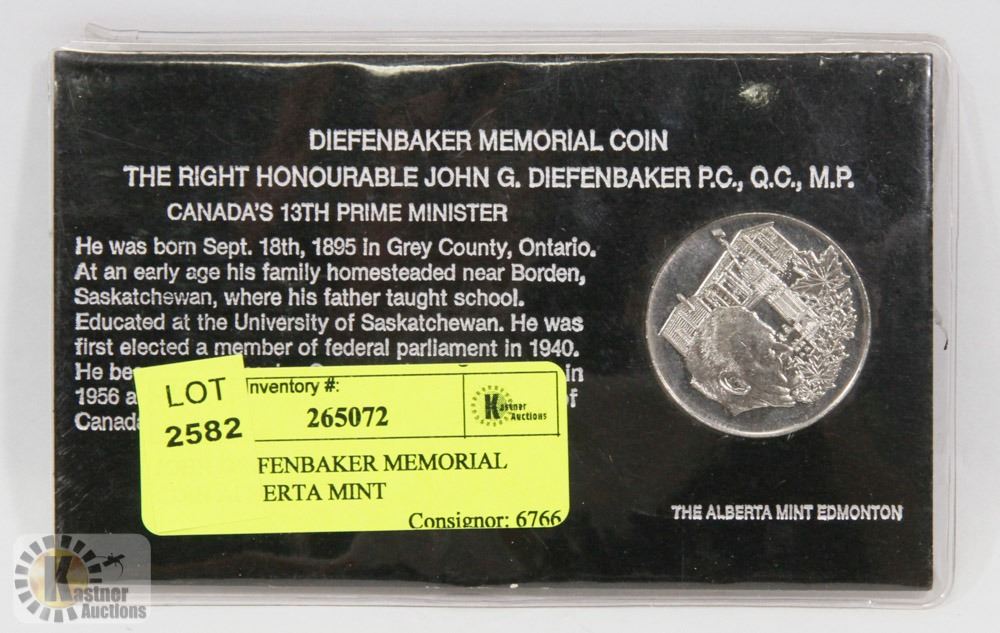 DIEFENBAKER MEMORIAL COIN
THE RIGHT HONOURABLE JOHN G. DIEFENBAKER P.C., Q.C., M.P.
CANADA'S 13TH PRIME MINISTER
He was born Sept. 18th, 1895 in Grey County, Ontario.
At an early age his family homesteaded near Borden,
Saskatchewan, where his father taught school.
Educated at the University of Saskatchewan. He was
first elected a member of federal parliament in 1940.
He in
1956
LOT
2582
Inventory #:
265072
Kastner
Auctions
FENBAKER MEMORIAL
ERTA MINT
Consignor: 6766
THE ALBERTA MINT EDMONTON
Kastner
Auctions